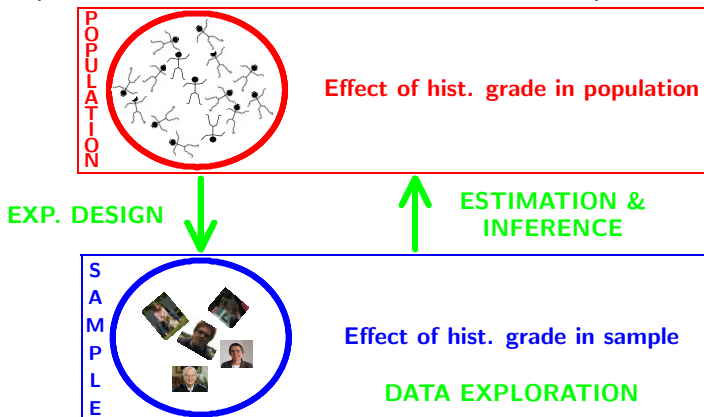 POPULATION
Effect of hist. grade in population
EXP. DESIGN
ESTIMATION &
INFERENCE
SAMPLE
Effect of hist. grade in sample
DATA EXPLORATION